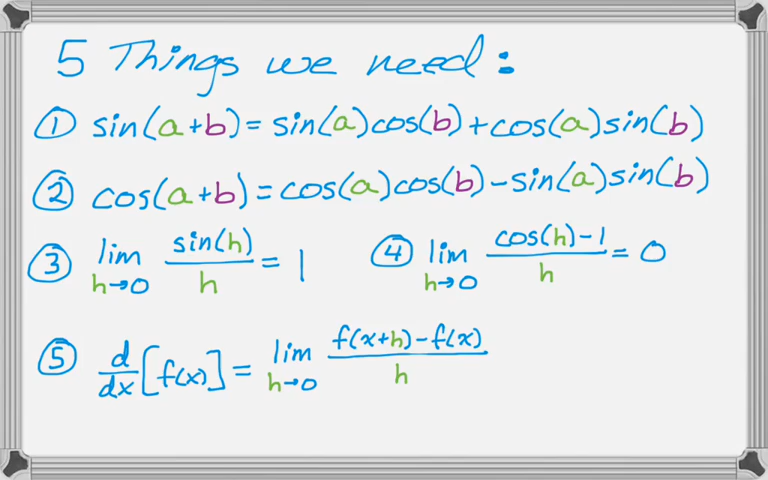 5 Things we need:
① sin(a+b) = sin(a)cos(b)+cos(a)sin(b)
② cos(a+b) = cos(a)cos(b)-sin(a)sin(b)
③ lim h→0 sin(h)/h = 1 ④ lim h→0 cos(h)-1/h = 0
⑤ d/dx [f(x)] = lim h→0 f(x+h)-f(x)/h